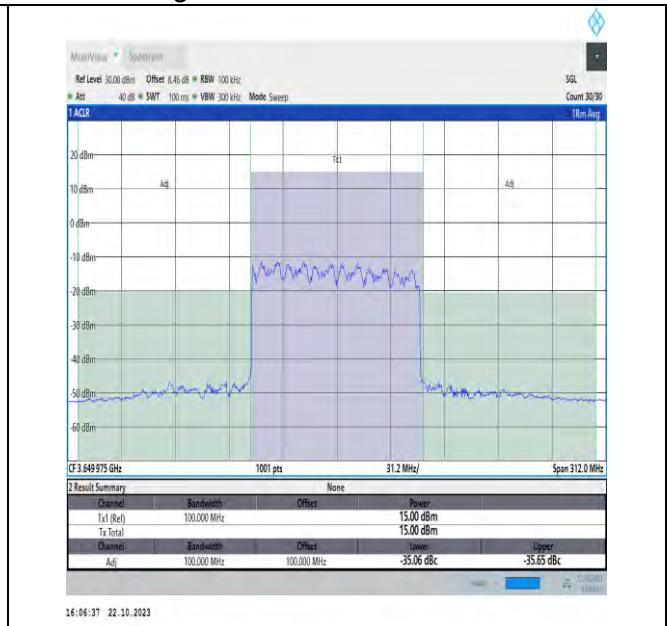 MultiView Spectrum
Ref Level 30.00 dBm Offset 8.46 dB RBW 100 kHz SGL
Att 40 dB SWT 100 ms VBW 300 kHz Mode Sweep Count 30/30
1 ACLR 1Rm Avg
20 dBm
Tx1
10 dBm Adj Adj
0 dBm
-10 dBm
-20 dBm
-30 dBm
-40 dBm
-50 dBm
-60 dBm
CF 3.649975 GHz 1001 pts 31.2 MHz/ Span 312.0 MHz
2 Result Summary None
Channel Bandwidth Offset Power
Tx1 (Ref) 100.000 MHz 15.00 dBm
Tx Total 15.00 dBm
Channel Bandwidth Offset Lower Upper
Adj 100.000 MHz 100.000 MHz -35.06 dBc -35.65 dBc
16:06:37 22.10.2023